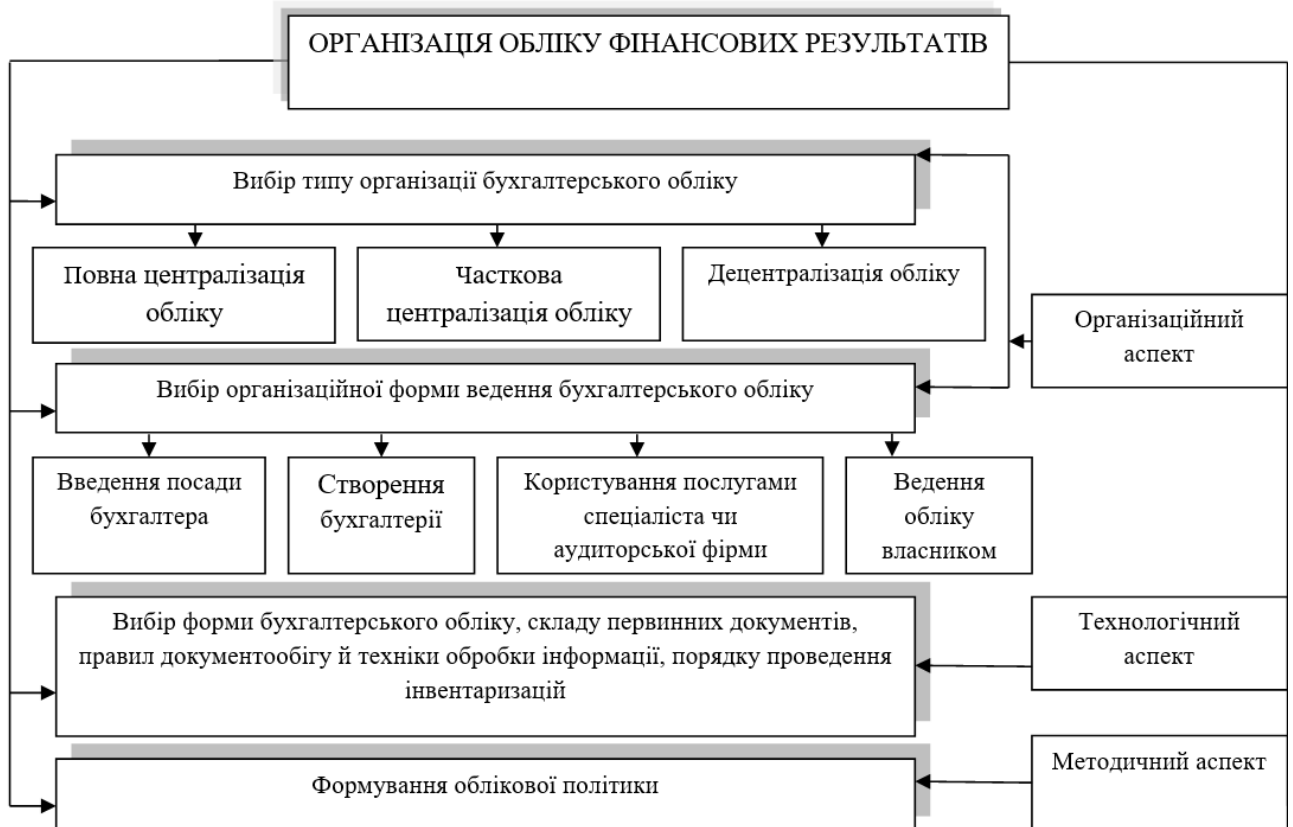 ОРГАНІЗАЦІЯ ОБЛІКУ ФІНАНСОВИХ РЕЗУЛЬТАТІВ
Вибір типу організації бухгалтерського обліку
Повна централізація
обліку
Часткова
централізація обліку
Децентралізація обліку
Організаційний
аспект
Вибір організаційної форми ведення бухгалтерського обліку
Введення посади
бухгалтера
Створення
бухгалтерії
Користування послугами
спеціаліста чи
аудиторської фірми
Ведення
обліку
власником
Вибір форми бухгалтерського обліку, складу первинних документів,
правил документообігу й техніки обробки інформації, порядку проведення
інвентаризацій
Технологічний
аспект
Формування облікової політики
Методичний аспект